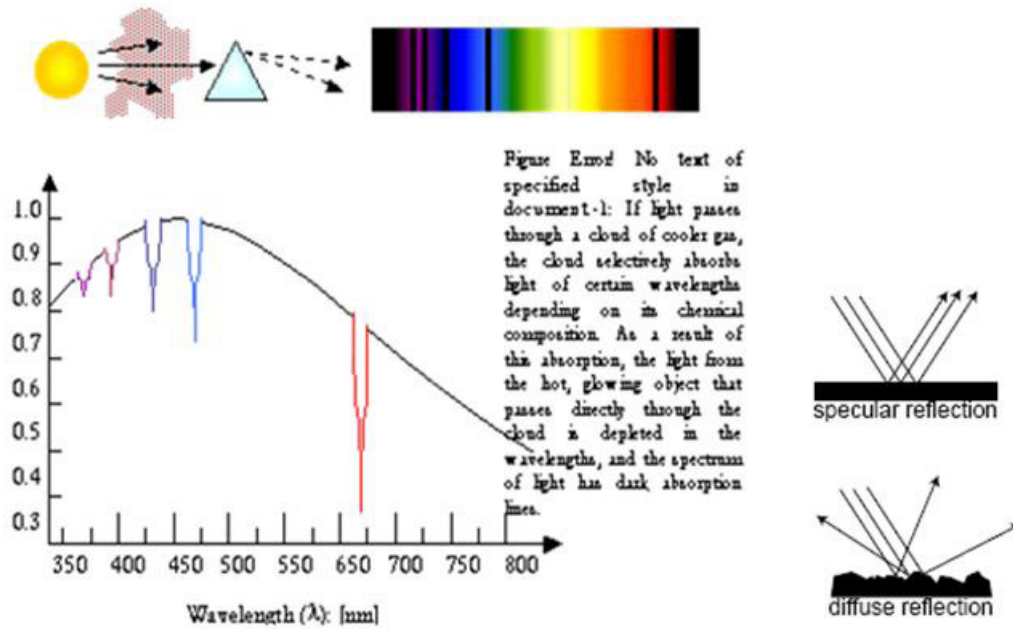 Figure Error! No text of
specified style in
document-1: If light passes
through a cloud of cooler gas,
the cloud selectively absorbs
light of certain wavelengths
depending on its chemical
composition. As a result of
this absorption, the light from
the hot, glowing object that
passes directly through the
cloud is depleted in the
wavelengths, and the spectrum
of light has dark absorption
lines.
1.0
0.9
0.8
0.7
0.6
0.5
0.4
0.3
350 400 450 500 550 600 650 700 750 800
Wavelength (λ): [nm]
specular reflection
diffuse reflection